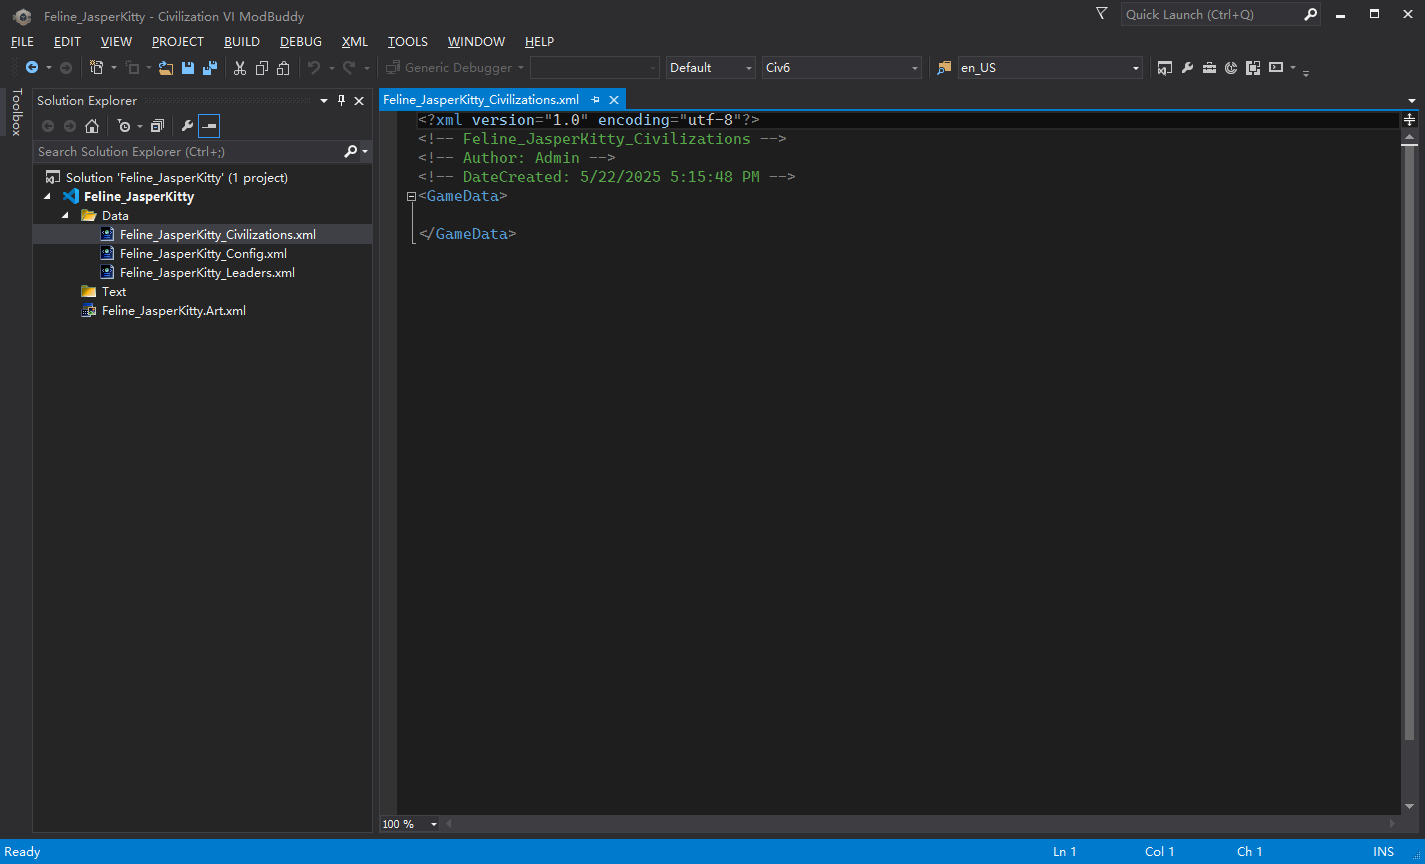 Feline_JasperKitty - Civilization VI ModBuddy
Quick Launch (Ctrl+Q)
FILE EDIT VIEW PROJECT BUILD DEBUG XML TOOLS WINDOW HELP
Generic Debugger Default Civ6 en_US
Toolbox
Solution Explorer
Search Solution Explorer (Ctrl+;)
Solution 'Feline_JasperKitty' (1 project)
Feline_JasperKitty
Data
Feline_JasperKitty_Civilizations.xml
Feline_JasperKitty_Config.xml
Feline_JasperKitty_Leaders.xml
Text
Feline_JasperKitty.Art.xml
Feline_JasperKitty_Civilizations.xml
<?xml version="1.0" encoding="utf-8"?>
<!-- Feline_JasperKitty_Civilizations -->
<!-- Author: Admin -->
<!-- DateCreated: 5/22/2025 5:15:48 PM -->
<GameData>
</GameData>
100 %
Ready Ln 1 Col 1 Ch 1 INS